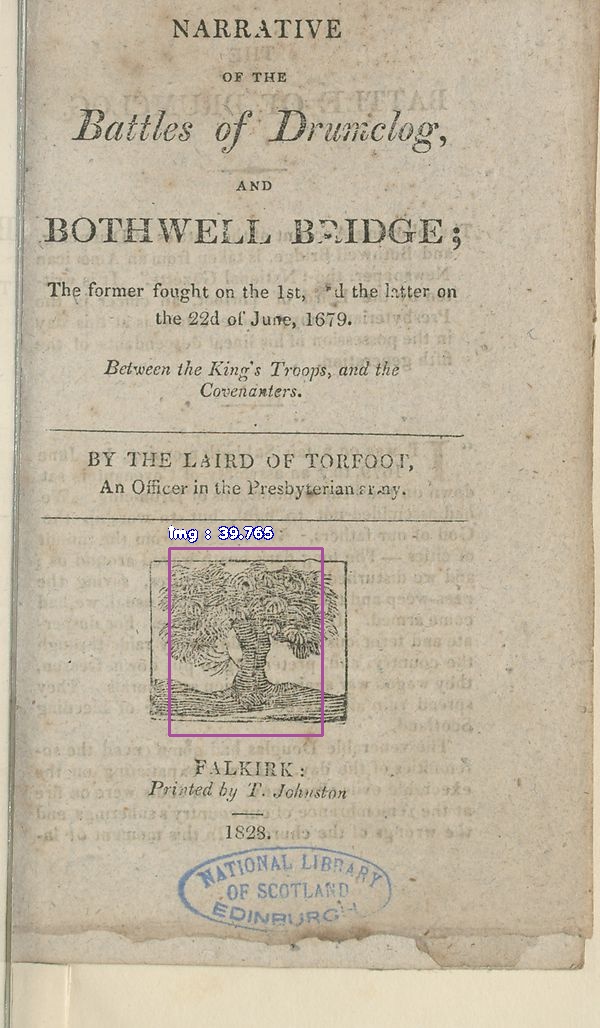 NARRATIVE
OF THE
Battles of Drumclog,
AND
BOTHWELL BRIDGE;
The former fought on the 1st, the latter on
the 22d of June, 1679.
Between the King's Troops, and the
Covenanters.
BY THE LAIRD OF TORFOOT,
An Officer in the Presbyterian army.
img : 39.765
FALKIRK:
Printed by T. Johnston
1828.
NATIONAL LIBRARY
OF SCOTLAND
EDINBURGH